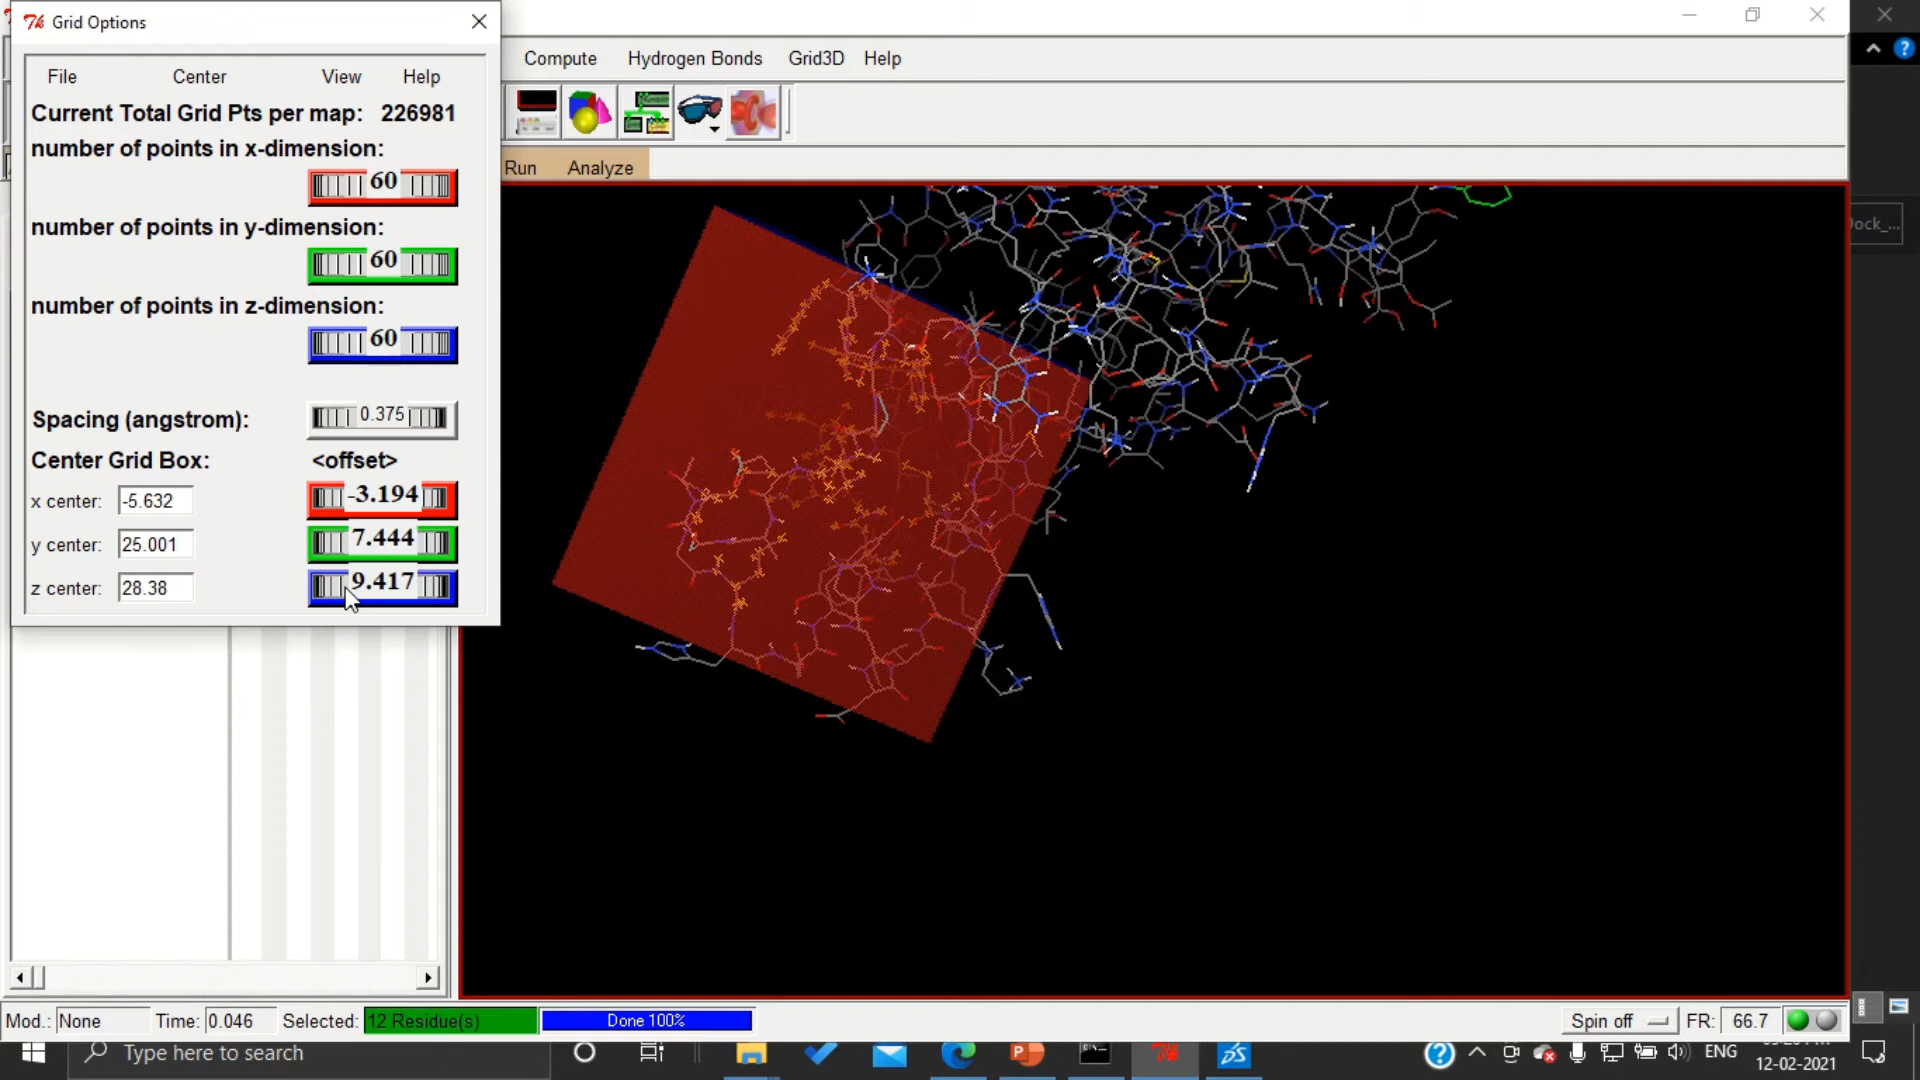 Grid Options
File Center View Help
Current Total Grid Pts per map: 226981
number of points in x-dimension:
60
number of points in y-dimension:
60
number of points in z-dimension:
60
Spacing (angstrom): 0.375
Center Grid Box: <offset>
x center: -5.632 -3.194
y center: 25.001 7.444
z center: 28.38 9.417
Compute Hydrogen Bonds Grid3D Help
Run Analyze
Dock_...
Mod.: None Time: 0.046 Selected: 12 Residue(s) Done 100% Spin off FR: 66.7
Type here to search
ENG
12-02-2021